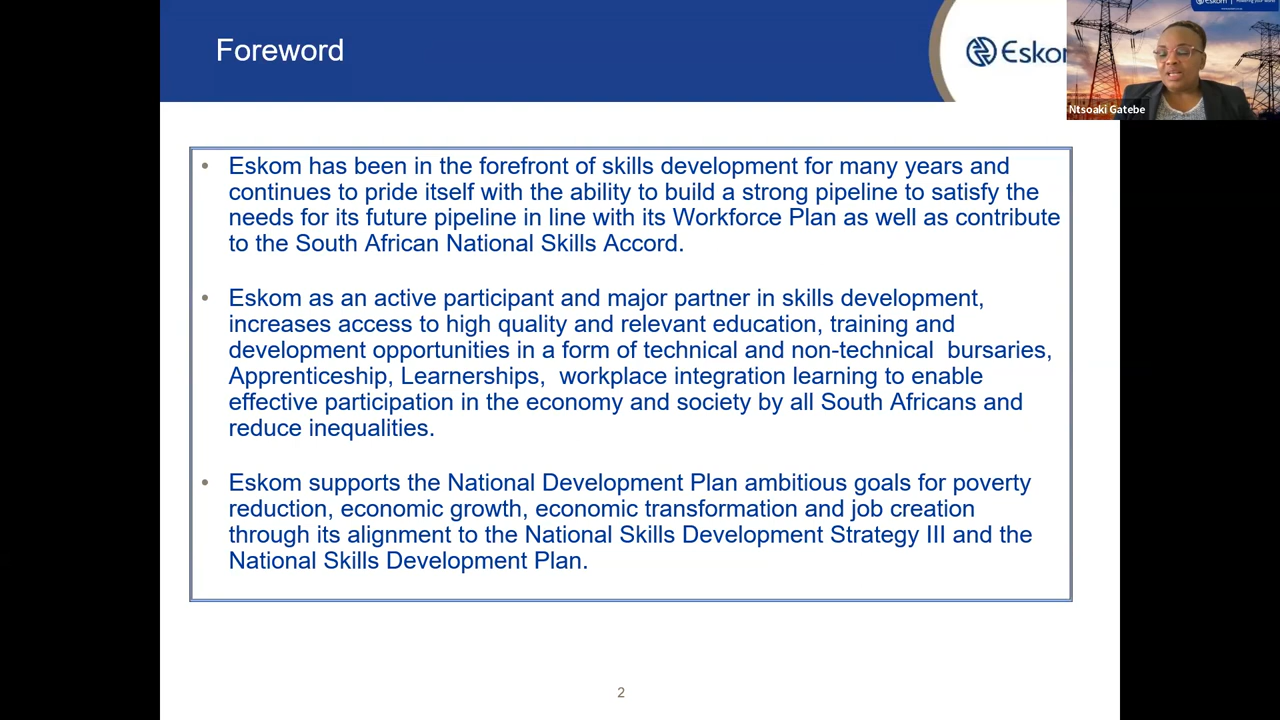 Foreword
Eskom
Ntsoaki Gatebe
• Eskom has been in the forefront of skills development for many years and
continues to pride itself with the ability to build a strong pipeline to satisfy the
needs for its future pipeline in line with its Workforce Plan as well as contribute
to the South African National Skills Accord.
• Eskom as an active participant and major partner in skills development,
increases access to high quality and relevant education, training and
development opportunities in a form of technical and non-technical  bursaries,
Apprenticeship, Learnerships,  workplace integration learning to enable
effective participation in the economy and society by all South Africans and
reduce inequalities.
• Eskom supports the National Development Plan ambitious goals for poverty
reduction, economic growth, economic transformation and job creation
through its alignment to the National Skills Development Strategy III and the
National Skills Development Plan.
2